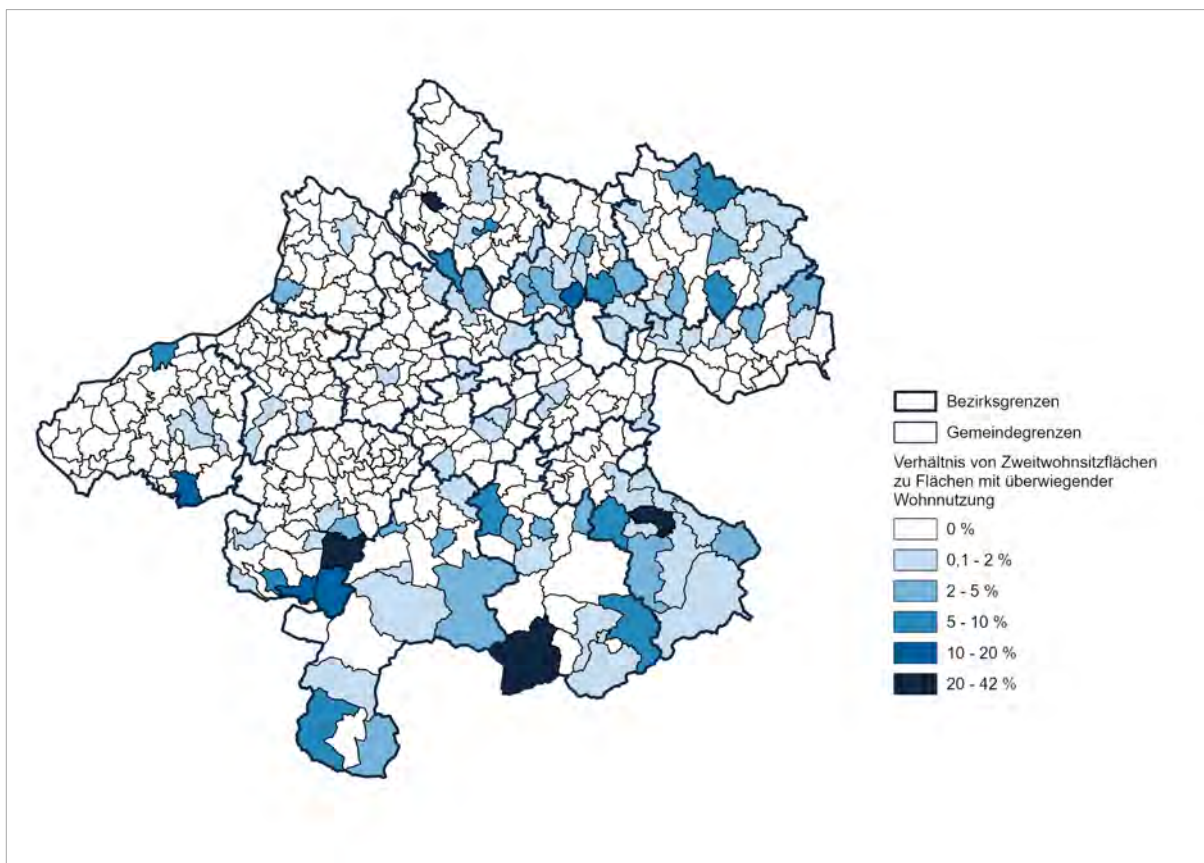 Bezirksgrenzen
Gemeindegrenzen
Verhältnis von Zweitwohnsitzflächen
zu Flächen mit überwiegender
Wohnnutzung
0 %
0,1 - 2 %
2 - 5 %
5 - 10 %
10 - 20 %
20 - 42 %